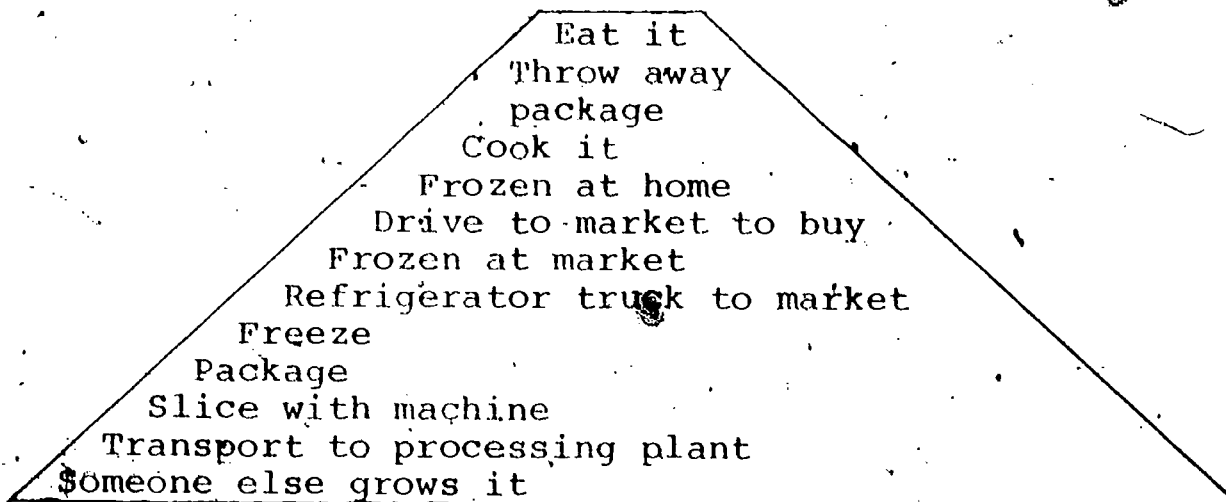 Eat it
Throw away
package
Cook it
Frozen at home
Drive to market to buy
Frozen at market
Refrigerator truck to market
Freeze
Package
Slice with machine
Transport to processing plant
Someone else grows it